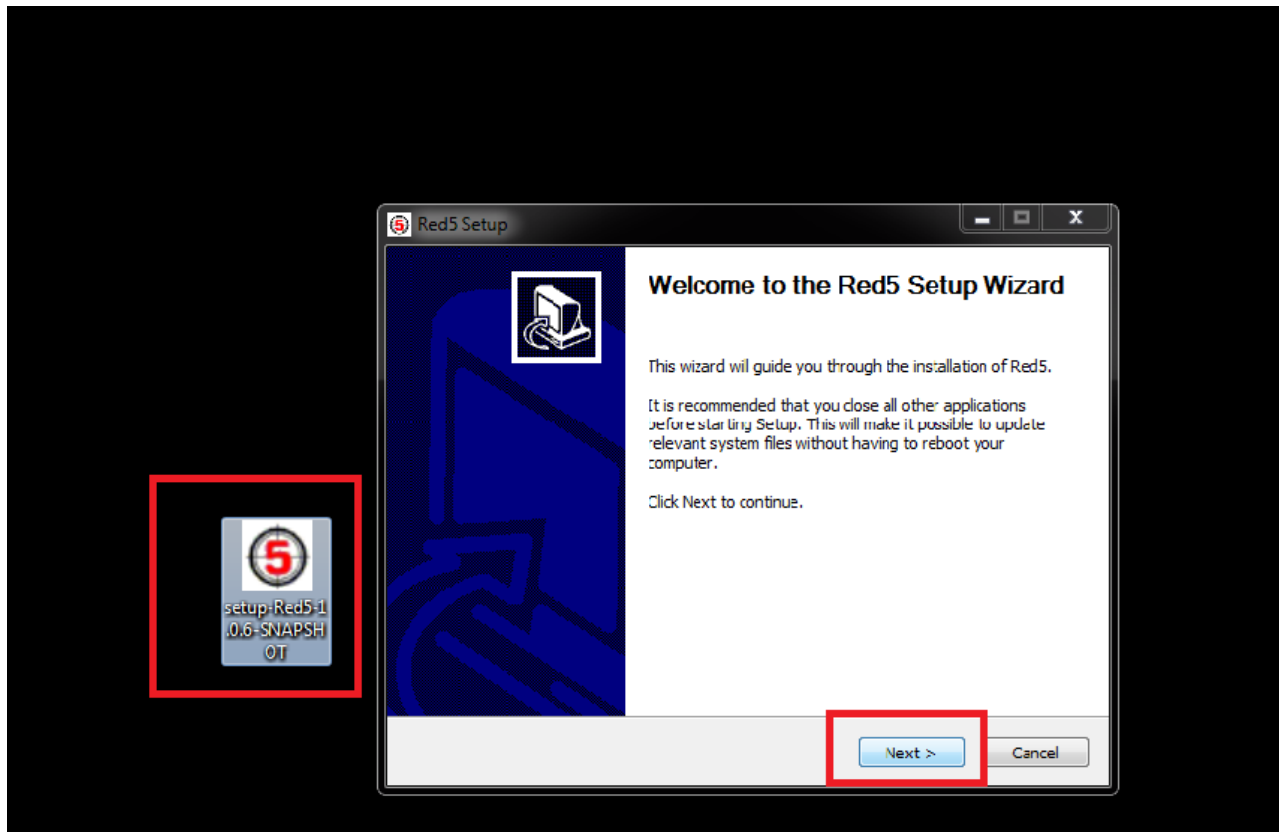 Red5 Setup
Welcome to the Red5 Setup Wizard
This wizard will guide you through the installation of Red5.
It is recommended that you close all other applications
before starting Setup. This will make it possible to update
relevant system files without having to reboot your
computer.
Click Next to continue.
5
setup-Red5-1
.0.6-SNAPSH
OT
Next >
Cancel